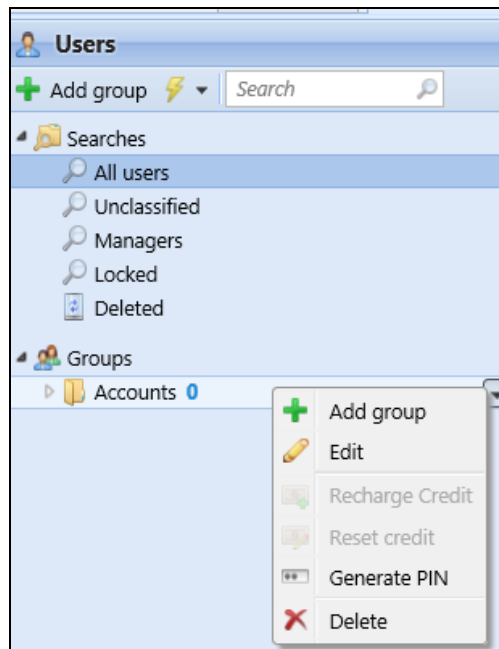 Users
Add group
Search
Searches
All users
Unclassified
Managers
Locked
Deleted
Groups
Accounts 0
Add group
Edit
Recharge Credit
Reset credit
Generate PIN
Delete